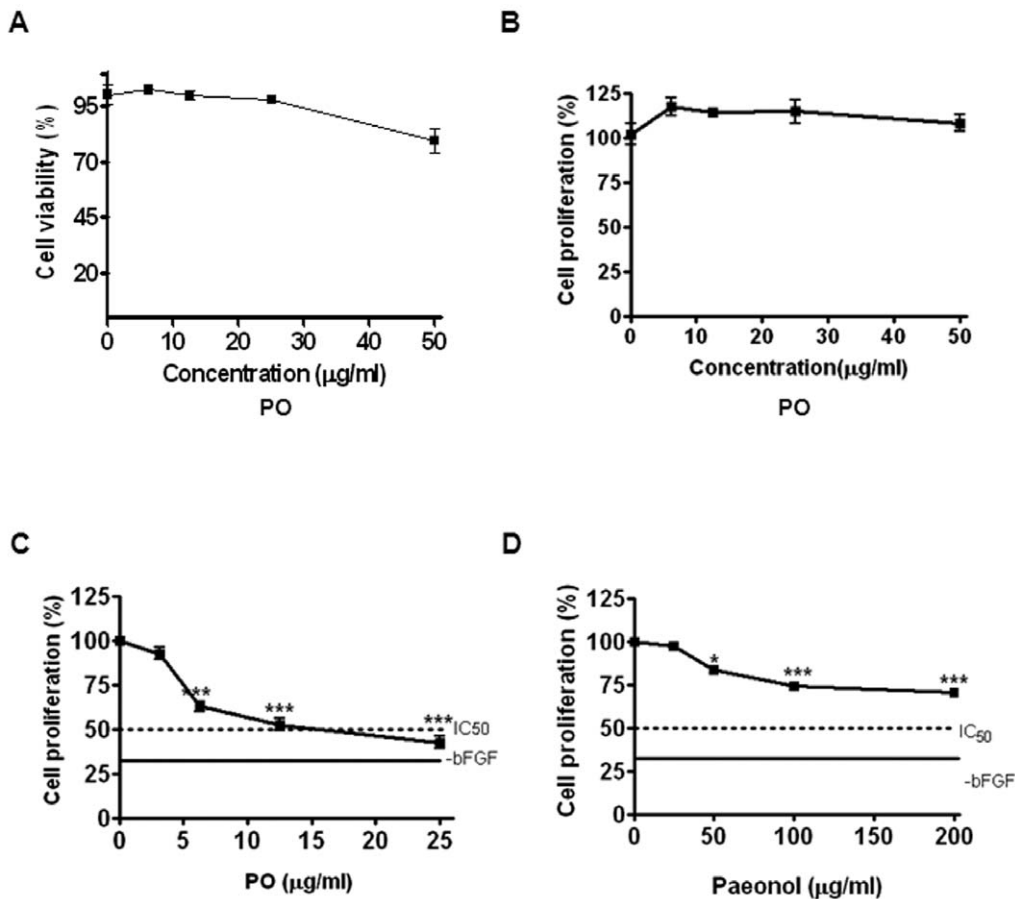 A
Cell viability (%)
95
70
45
20
0 10 20 30 40 50
Concentration (μg/ml)
PO
B
Cell proliferation (%)
125
100
75
50
25
0
0 10 20 30 40 50
Concentration(μg/ml)
PO
C
Cell proliferation (%)
125
100
75
50
25
0
***
***
***
IC50
-bFGF
0 5 10 15 20 25
PO (μg/ml)
D
Cell proliferation (%)
125
100
75
50
25
0
*
***
***
IC50
-bFGF
0 50 100 150 200
Paeonol (μg/ml)